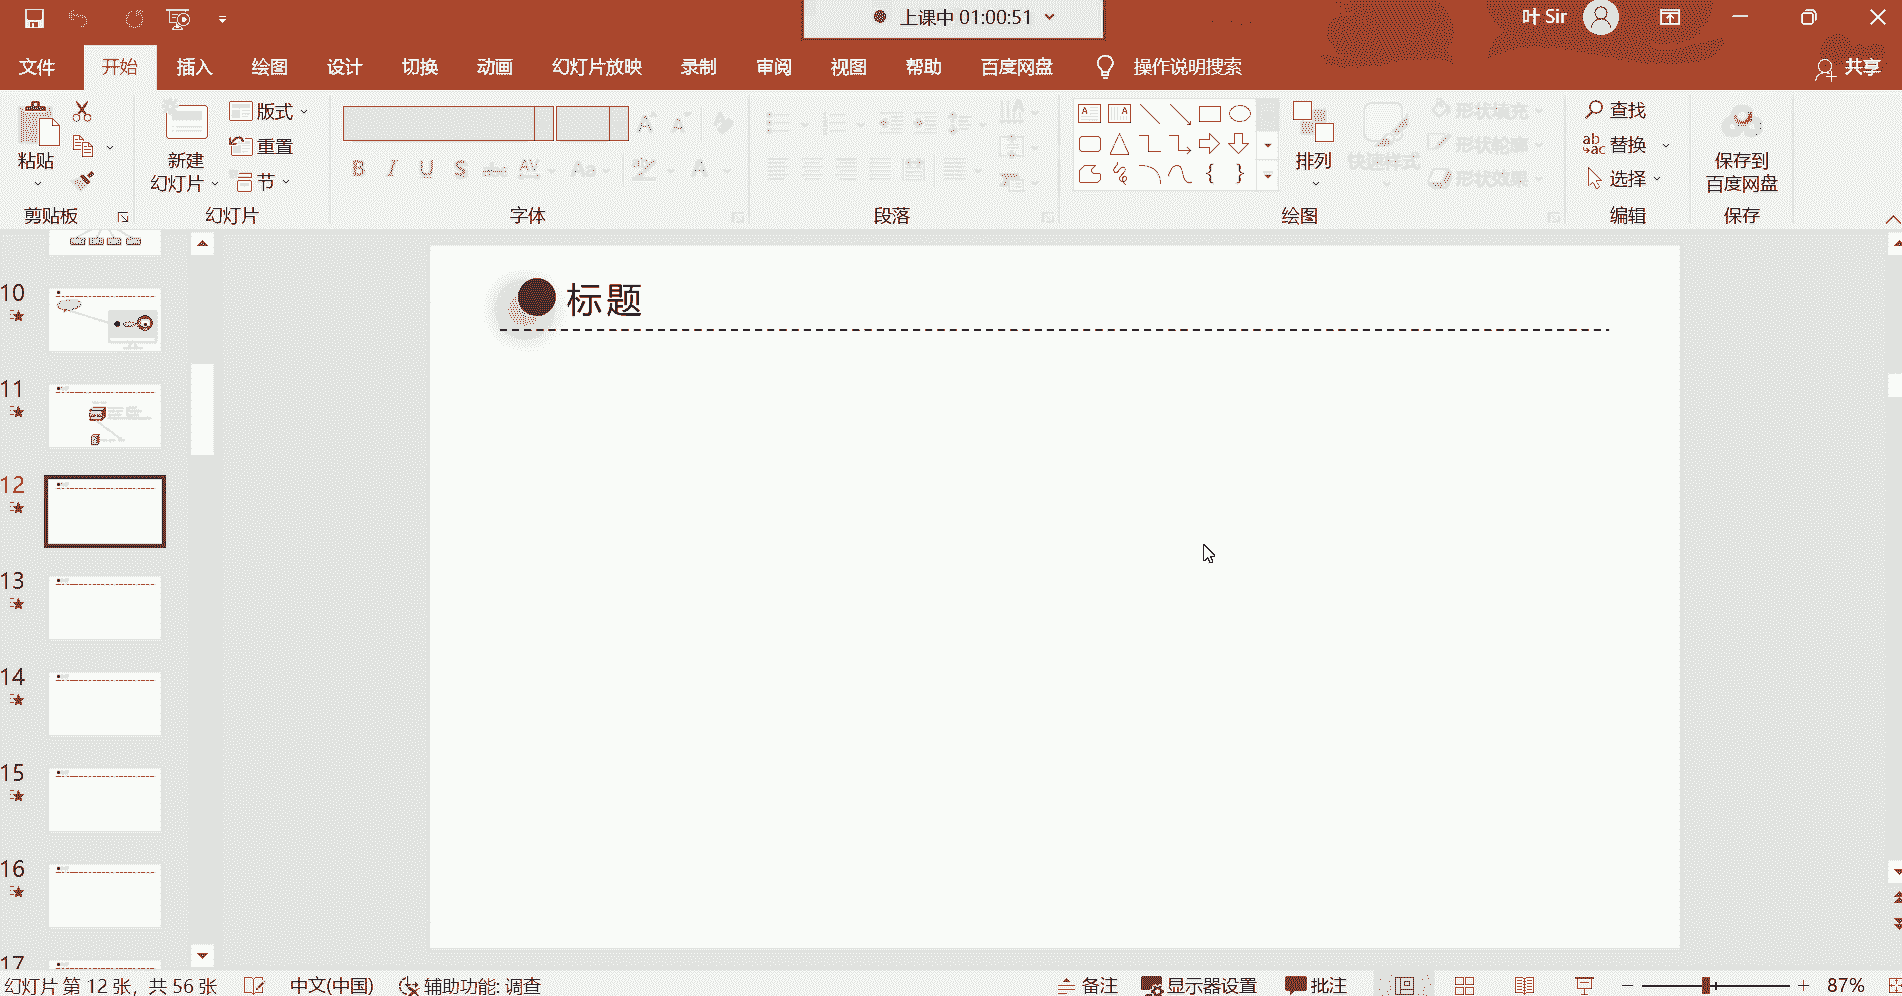 上课中 01:00:51
叶 Sir
文件 开始 插入 绘图 设计 切换 动画 幻灯片放映 录制 审阅 视图 帮助 百度网盘 操作说明搜索 共享
粘贴
新建
幻灯片
版式
重置
节
B I U S abc AV Aa A
排列
快速样式
形状填充
形状轮廓
形状效果
查找
替换
选择
保存到
百度网盘
剪贴板 幻灯片 字体 段落 绘图 编辑 保存
10
11
12
13
14
15
16
17
标题
幻灯片 第 12 张，共 56 张 中文(中国) 辅助功能: 调查 备注 显示器设置 批注 87%